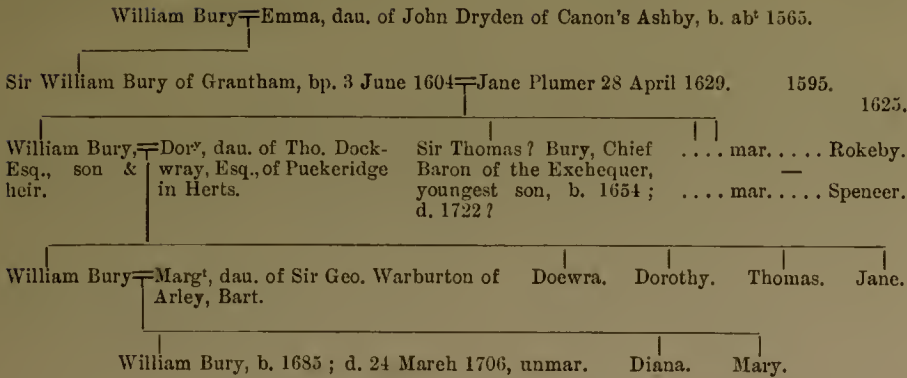 William Bury=Emma, dau. of John Dryden of Canon's Ashby, b. abᵗ 1565.
Sir William Bury of Grantham, bp. 3 June 1604=Jane Plumer 28 April 1629. 1595.
1625.
William Bury,=Dorʸ, dau. of Tho. Dock- Sir Thomas? Bury, Chief .... mar..... Rokeby.
Esq., son & wray, Esq., of Puckeridge Baron of the Exchequer, —
heir. in Herts. youngest son, b. 1654; .... mar..... Spencer.
d. 1722?
William Bury=Margᵗ, dau. of Sir Geo. Warburton of Docwra. Dorothy. Thomas. Jane.
Arley, Bart.
William Bury, b. 1685; d. 24 March 1706, unmar. Diana. Mary.